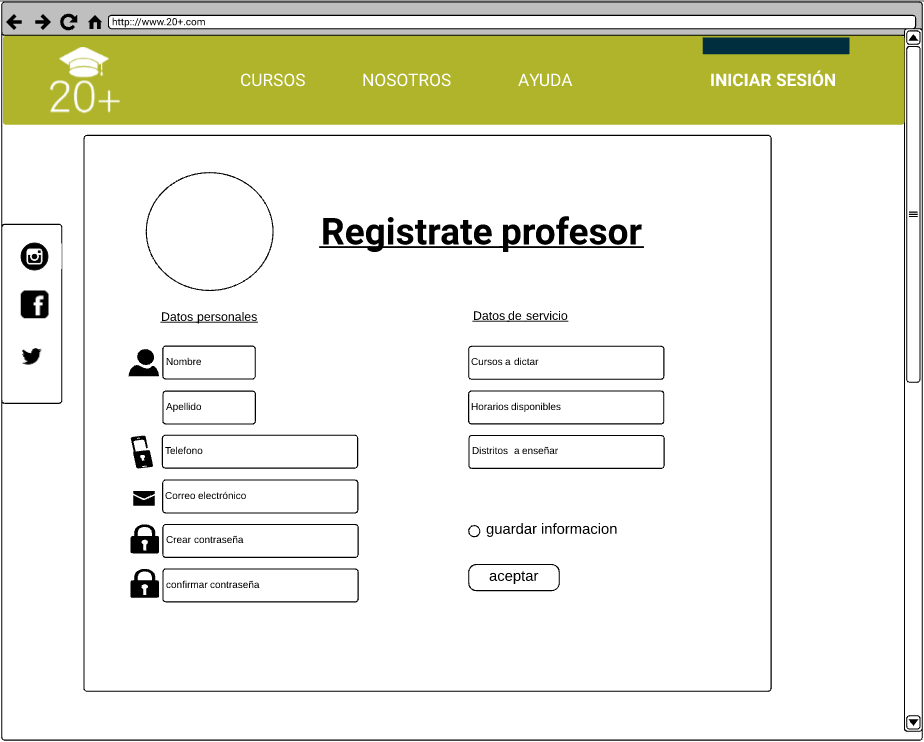 http://www.20+.com
20+
CURSOS NOSOTROS AYUDA INICIAR SESIÓN
Registrate profesor
Datos personales
Datos de servicio
Nombre
Cursos a dictar
Apellido
Horarios disponibles
Telefono
Distritos a enseñar
Correo electrónico
Crear contraseña
guardar informacion
confirmar contraseña
aceptar